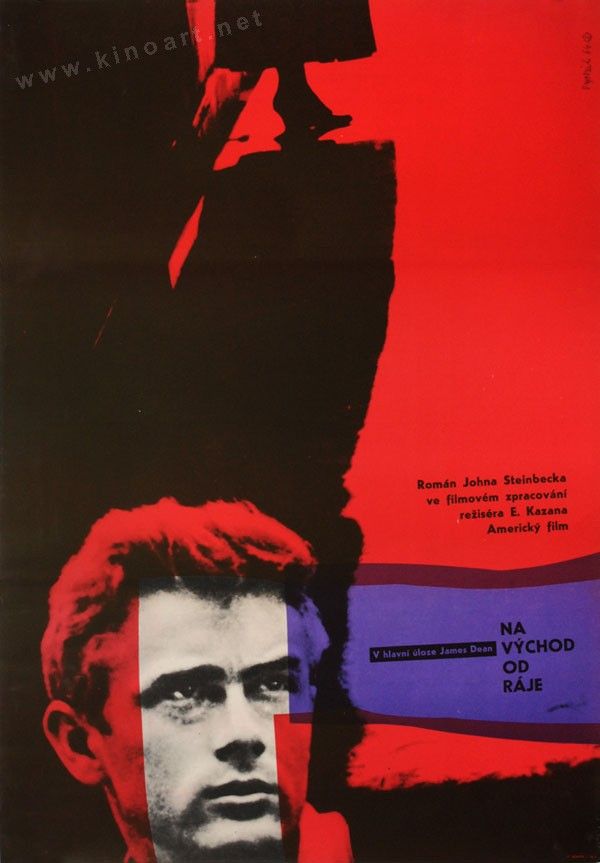 www.kinoart.net
Román Johna Steinbecka
ve filmovém zpracování
režiséra E. Kazana
Americký film
V hlavní úloze James Dean
NA
VÝCHOD
OD
RÁJE